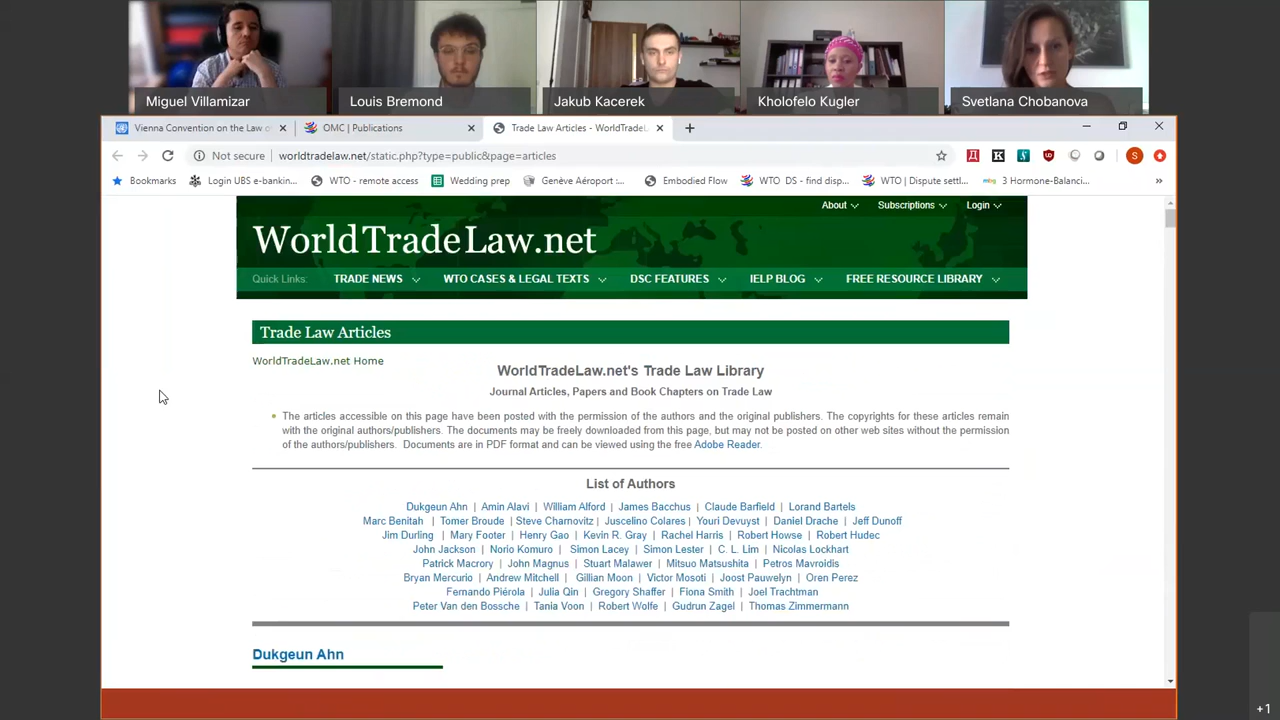 Miguel Villamizar
Louis Bremond
Jakub Kacerek
Kholofelo Kugler
Svetlana Chobanova
Vienna Convention on the Law o
OMC | Publications
Trade Law Articles - WorldTradeL
Not secure | worldtradelaw.net/static.php?type=public&page=articles
Bookmarks Login UBS e-bankin... WTO - remote access Wedding prep Genève Aéroport :... Embodied Flow WTO DS - find disp... WTO | Dispute settl... 3 Hormone-Balanci... »
About Subscriptions Login
WorldTradeLaw.net
Quick Links: TRADE NEWS WTO CASES & LEGAL TEXTS DSC FEATURES IELP BLOG FREE RESOURCE LIBRARY
Trade Law Articles
WorldTradeLaw.net Home
WorldTradeLaw.net's Trade Law Library
Journal Articles, Papers and Book Chapters on Trade Law
The articles accessible on this page have been posted with the permission of the authors and the original publishers. The copyrights for these articles remain
with the original authors/publishers. The documents may be freely downloaded from this page, but may not be posted on other web sites without the permission
of the authors/publishers. Documents are in PDF format and can be viewed using the free Adobe Reader.
List of Authors
Dukgeun Ahn | Amin Alavi | William Alford | James Bacchus | Claude Barfield | Lorand Bartels
Marc Benitah | Tomer Broude | Steve Charnovitz | Juscelino Colares | Youri Devuyst | Daniel Drache | Jeff Dunoff
Jim Durling | Mary Footer | Henry Gao | Kevin R. Gray | Rachel Harris | Robert Howse | Robert Hudec
John Jackson | Norio Komuro | Simon Lacey | Simon Lester | C. L. Lim | Nicolas Lockhart
Patrick Macrory | John Magnus | Stuart Malawer | Mitsuo Matsushita | Petros Mavroidis
Bryan Mercurio | Andrew Mitchell | Gillian Moon | Victor Mosoti | Joost Pauwelyn | Oren Perez
Fernando Piérola | Julia Qin | Gregory Shaffer | Fiona Smith | Joel Trachtman
Peter Van den Bossche | Tania Voon | Robert Wolfe | Gudrun Zagel | Thomas Zimmermann
Dukgeun Ahn
+1